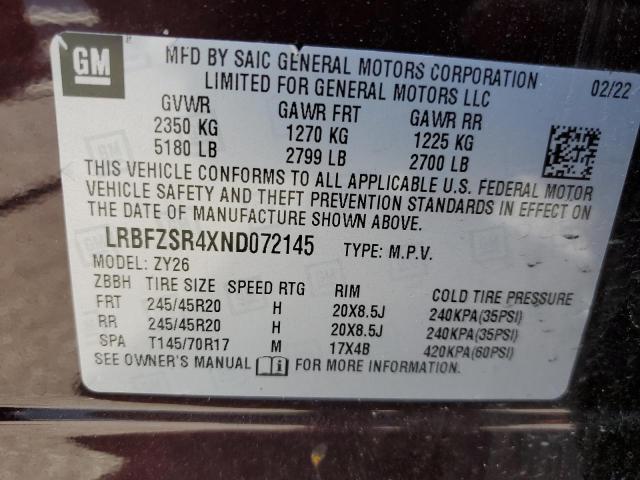 GM
MFD BY SAIC GENERAL MOTORS CORPORATION
LIMITED FOR GENERAL MOTORS LLC 02/22
GVWR GAWR FRT GAWR RR
2350 KG 1270 KG 1225 KG
5180 LB 2799 LB 2700 LB
THIS VEHICLE CONFORMS TO ALL APPLICABLE U.S. FEDERAL MOTOR
VEHICLE SAFETY AND THEFT PREVENTION STANDARDS IN EFFECT ON
THE DATE OF MANUFACTURE SHOWN ABOVE.
LRBFZSR4XND072145 TYPE: M.P.V.
MODEL: ZY26
ZBBH TIRE SIZE SPEED RTG RIM COLD TIRE PRESSURE
FRT 245/45R20 H 20X8.5J 240KPA(35PSI)
RR 245/45R20 H 20X8.5J 240KPA(35PSI)
SPA T145/70R17 M 17X4B 420KPA(60PSI)
SEE OWNER'S MANUAL FOR MORE INFORMATION.